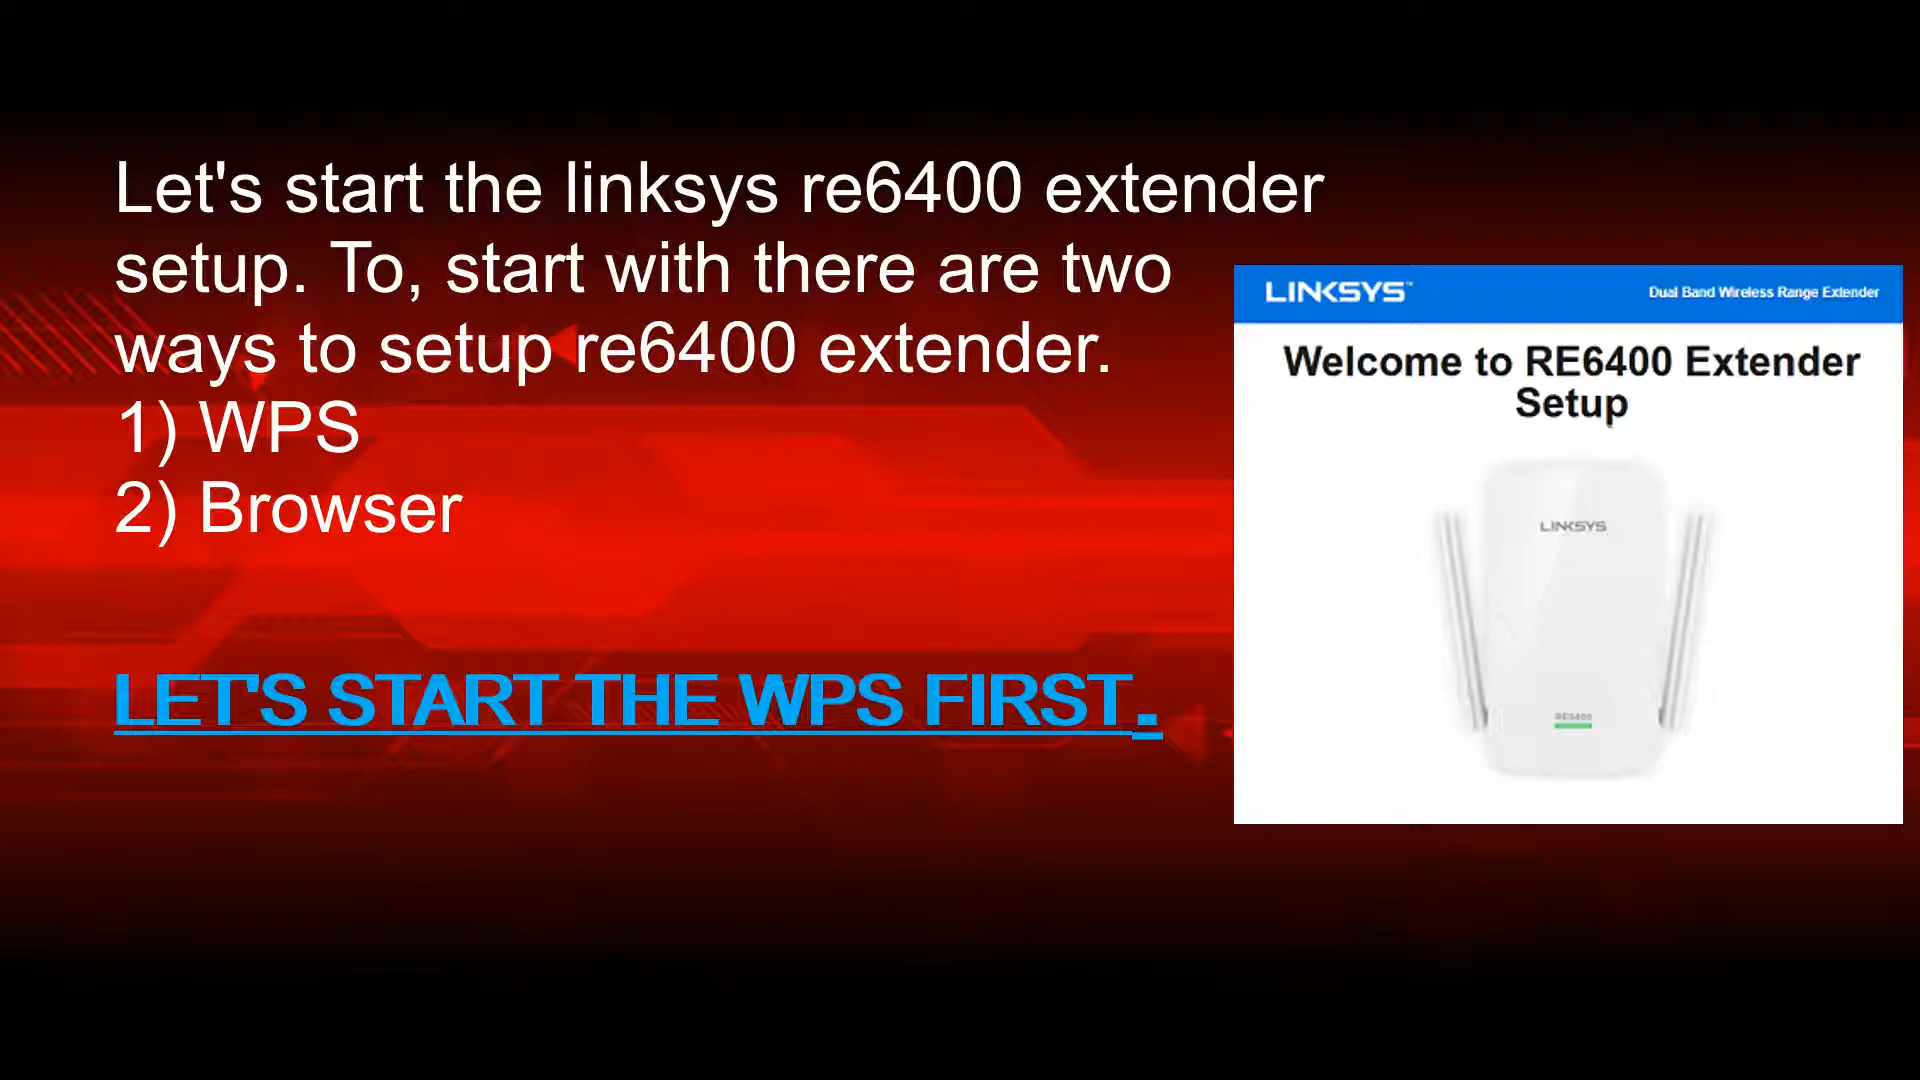 Let's start the linksys re6400 extender
setup. To, start with there are two
ways to setup re6400 extender.
1) WPS
2) Browser
LET'S START THE WPS FIRST.
LINKSYS™
Dual Band Wireless Range Extender
Welcome to RE6400 Extender
Setup
LINKSYS
RE6400